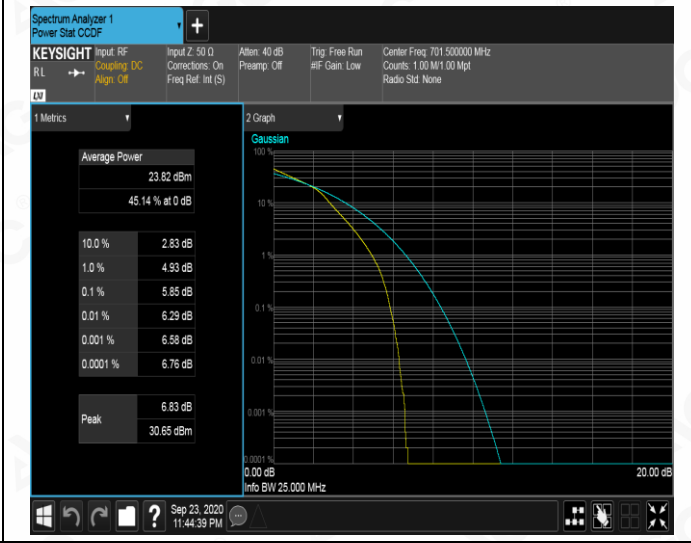 Spectrum Analyzer 1
Power Stat CCDF
KEYSIGHT
RL
LXI
Input: RF
Coupling: DC
Align: Off
Input Z: 50 Ω
Corrections: On
Freq Ref: Int (S)
Atten: 40 dB
Preamp: Off
Trig: Free Run
#IF Gain: Low
Center Freq: 701.500000 MHz
Counts: 1.00 M/1.00 Mpt
Radio Std: None
1 Metrics
Average Power
23.82 dBm
45.14 % at 0 dB
10.0 % 2.83 dB
1.0 % 4.93 dB
0.1 % 5.85 dB
0.01 % 6.29 dB
0.001 % 6.58 dB
0.0001 % 6.76 dB
Peak 6.83 dB
30.65 dBm
2 Graph
Gaussian
100 %
10 %
1 %
0.1 %
0.01 %
0.001 %
0.0001 %
0.00 dB 20.00 dB
Info BW 25.000 MHz
?
Sep 23, 2020
11:44:39 PM